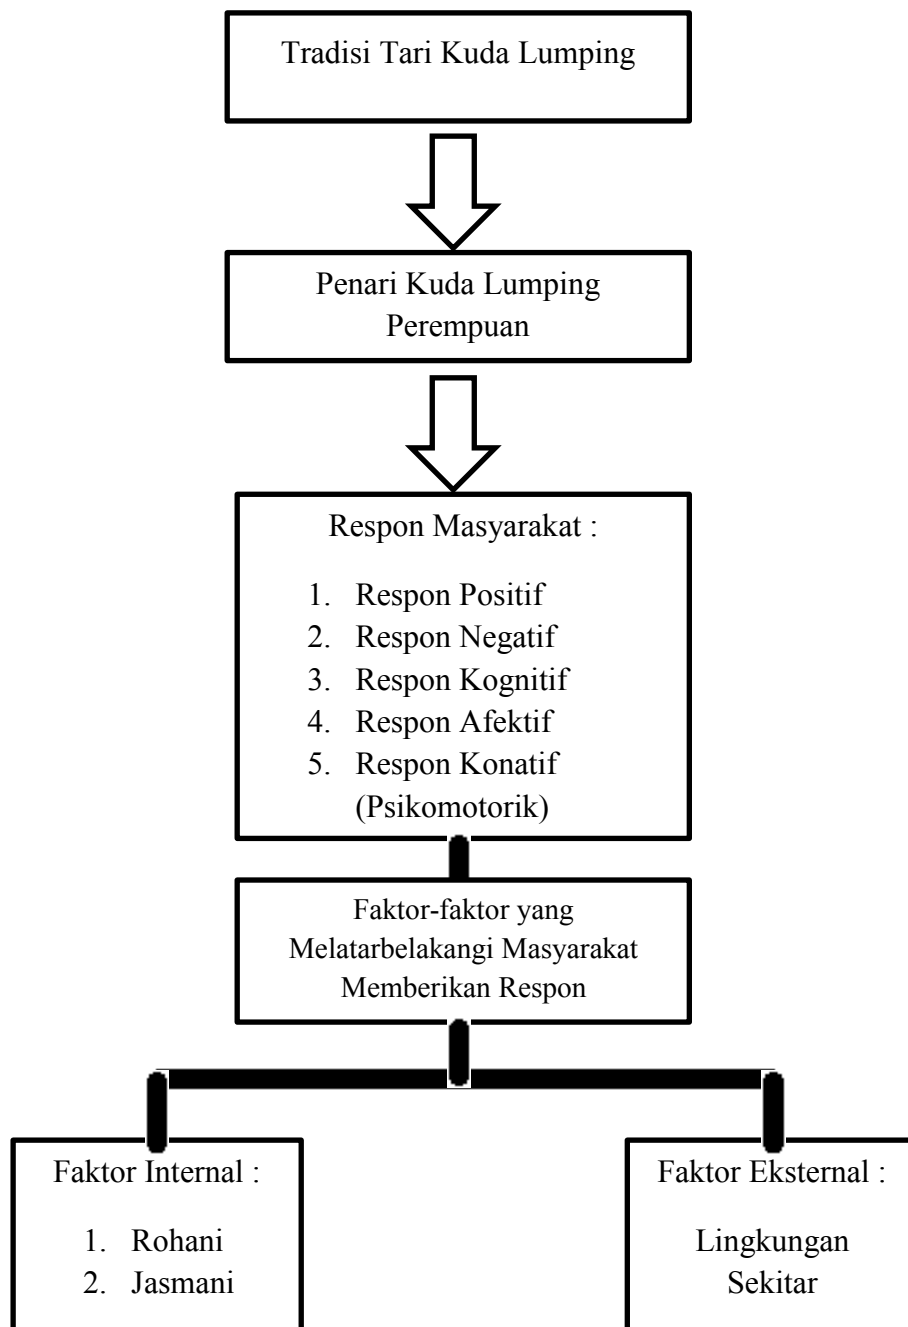 Tradisi Tari Kuda Lumping
Penari Kuda Lumping
Perempuan
Respon Masyarakat :
1. Respon Positif
2. Respon Negatif
3. Respon Kognitif
4. Respon Afektif
5. Respon Konatif
(Psikomotorik)
Faktor-faktor yang
Melatarbelakangi Masyarakat
Memberikan Respon
Faktor Internal :
1. Rohani
2. Jasmani
Faktor Eksternal :
Lingkungan
Sekitar